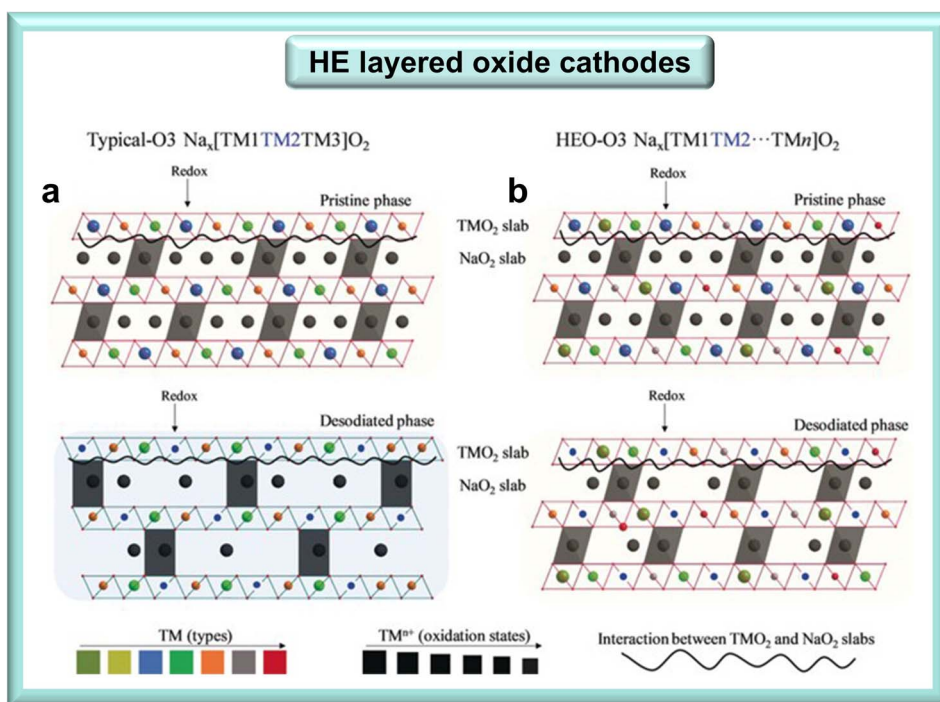 HE layered oxide cathodes
Typical-O3 Naₓ[TM1TM2TM3]O₂
HEO-O3 Naₓ[TM1TM2···TMn]O₂
a
Redox
Pristine phase
b
Redox
Pristine phase
TMO₂ slab
NaO₂ slab
Redox
Desodiated phase
Redox
Desodiated phase
TMO₂ slab
NaO₂ slab
TM (types)
TMⁿ⁺ (oxidation states)
Interaction between TMO₂ and NaO₂ slabs